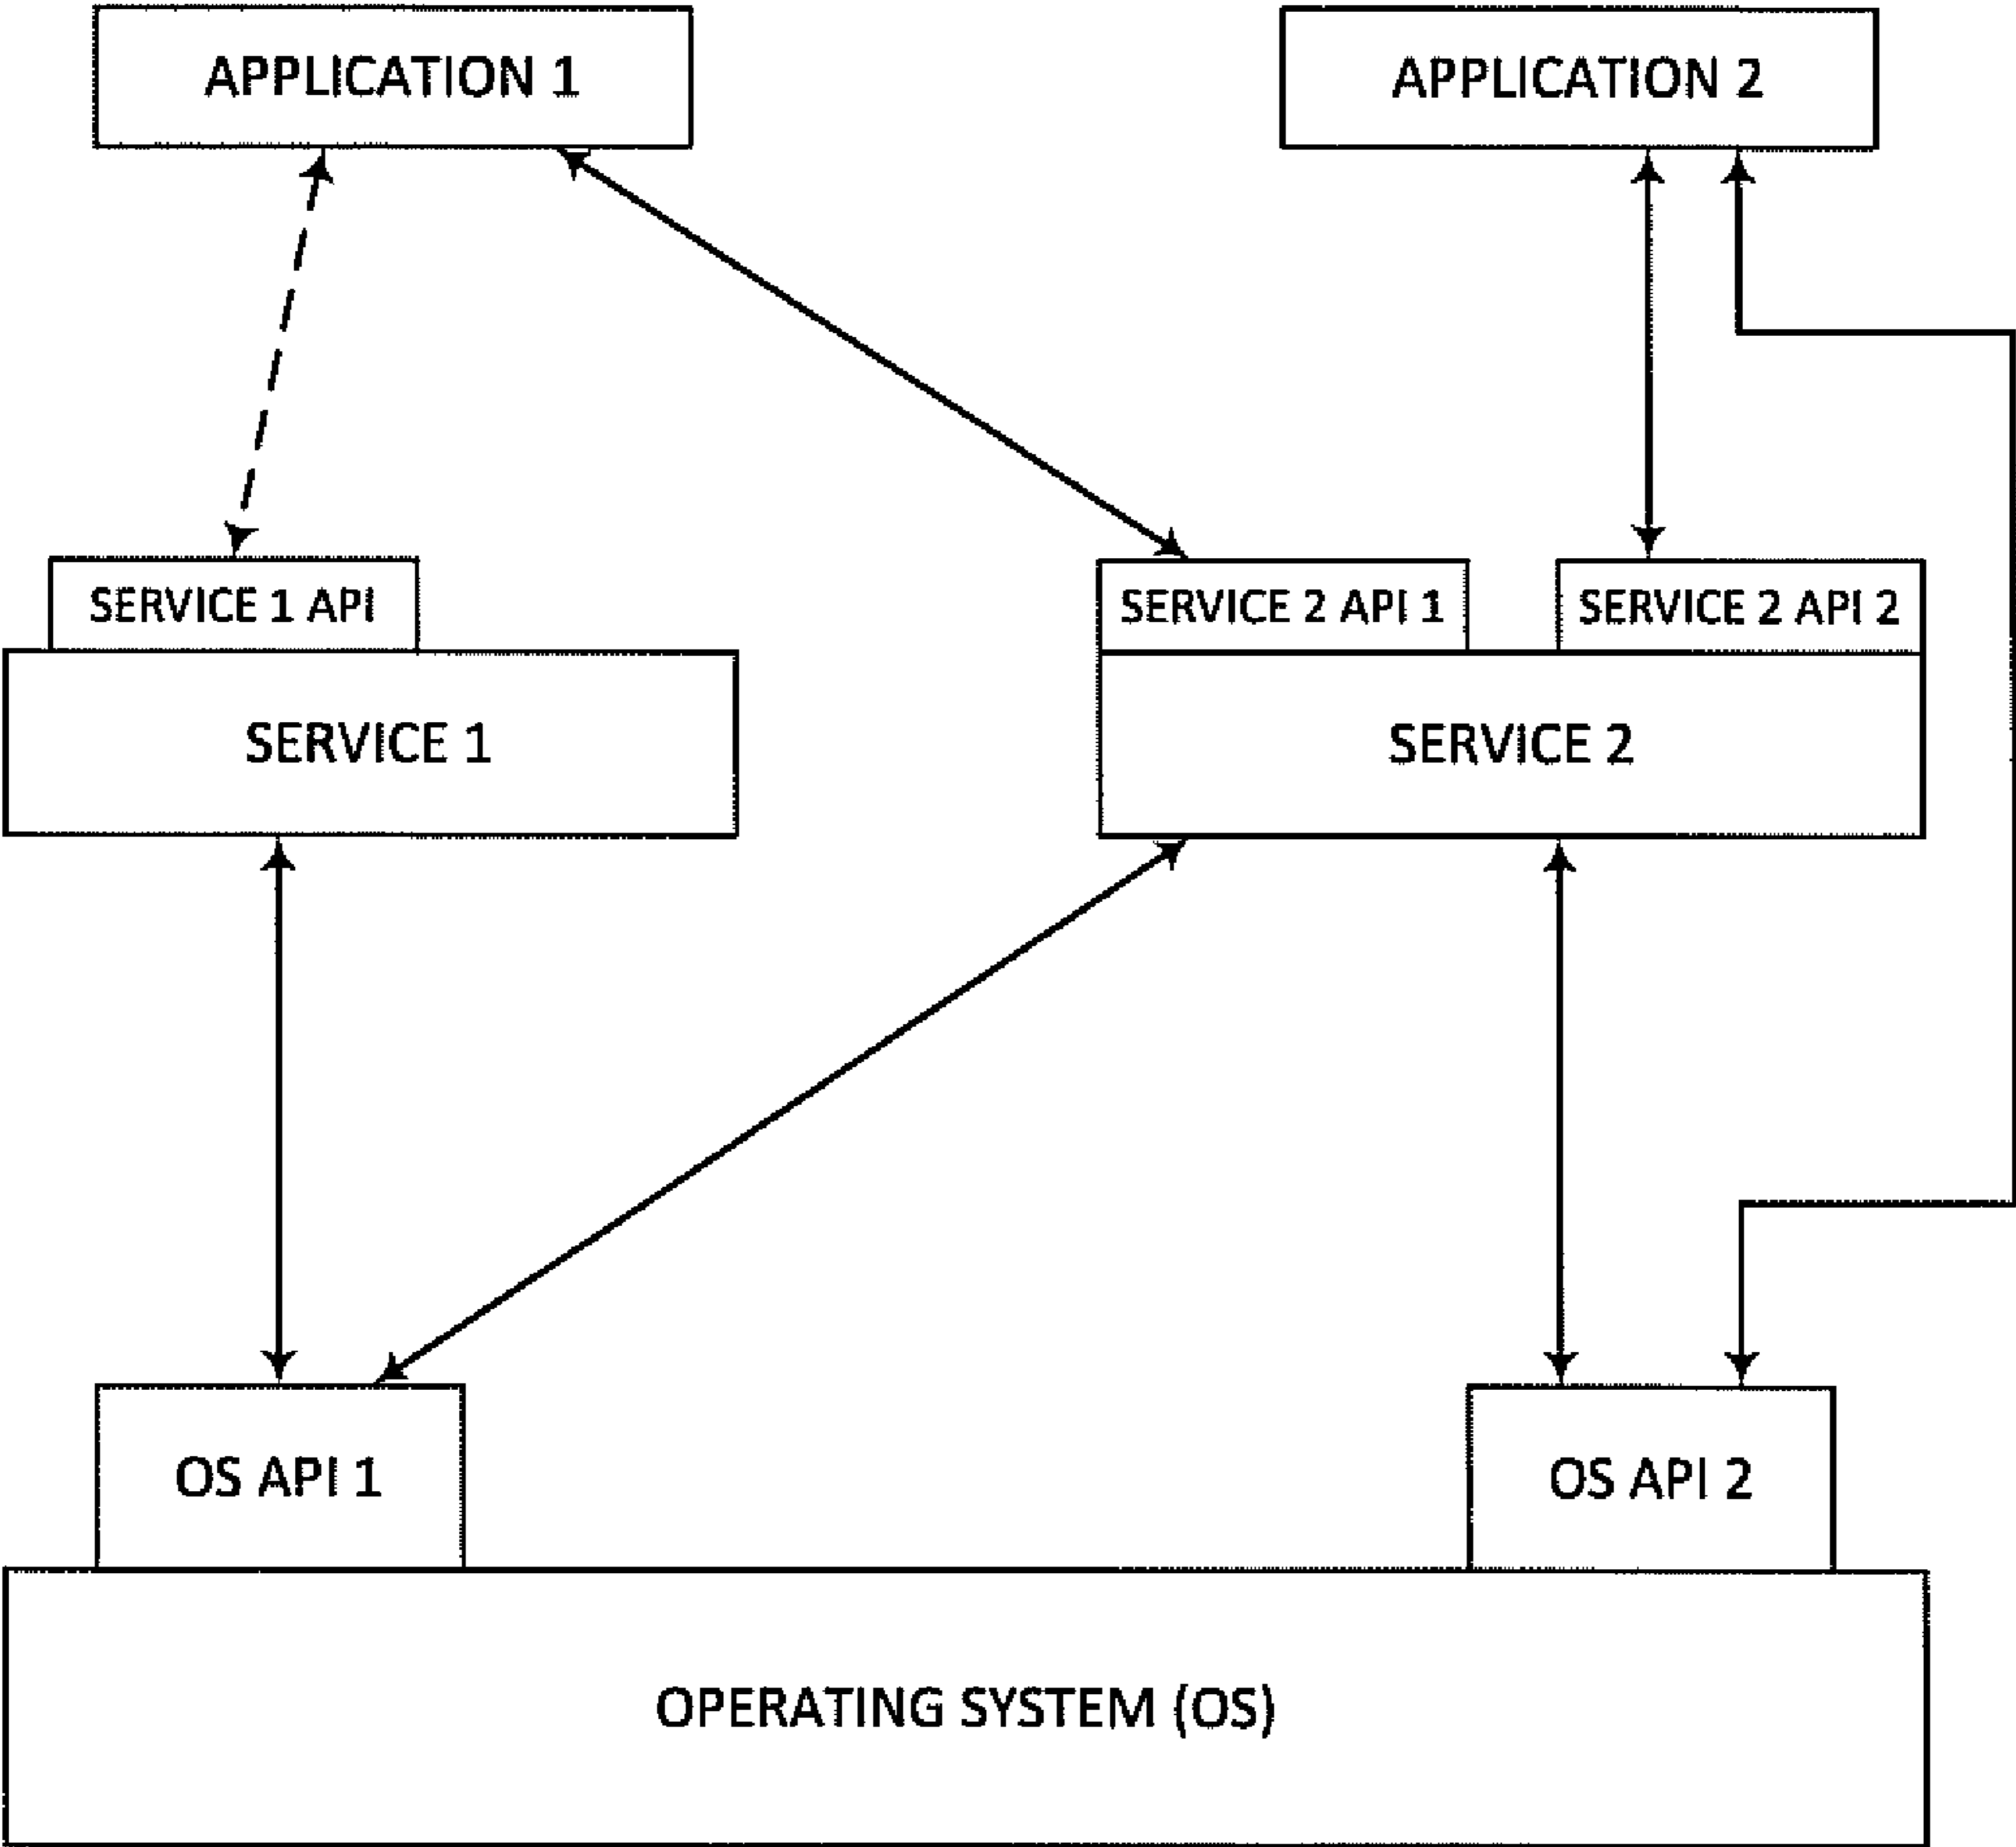 APPLICATION 1
APPLICATION 2
SERVICE 1 API
SERVICE 2 API 1
SERVICE 2 API 2
SERVICE 1
SERVICE 2
OS API 1
OS API 2
OPERATING SYSTEM (OS)